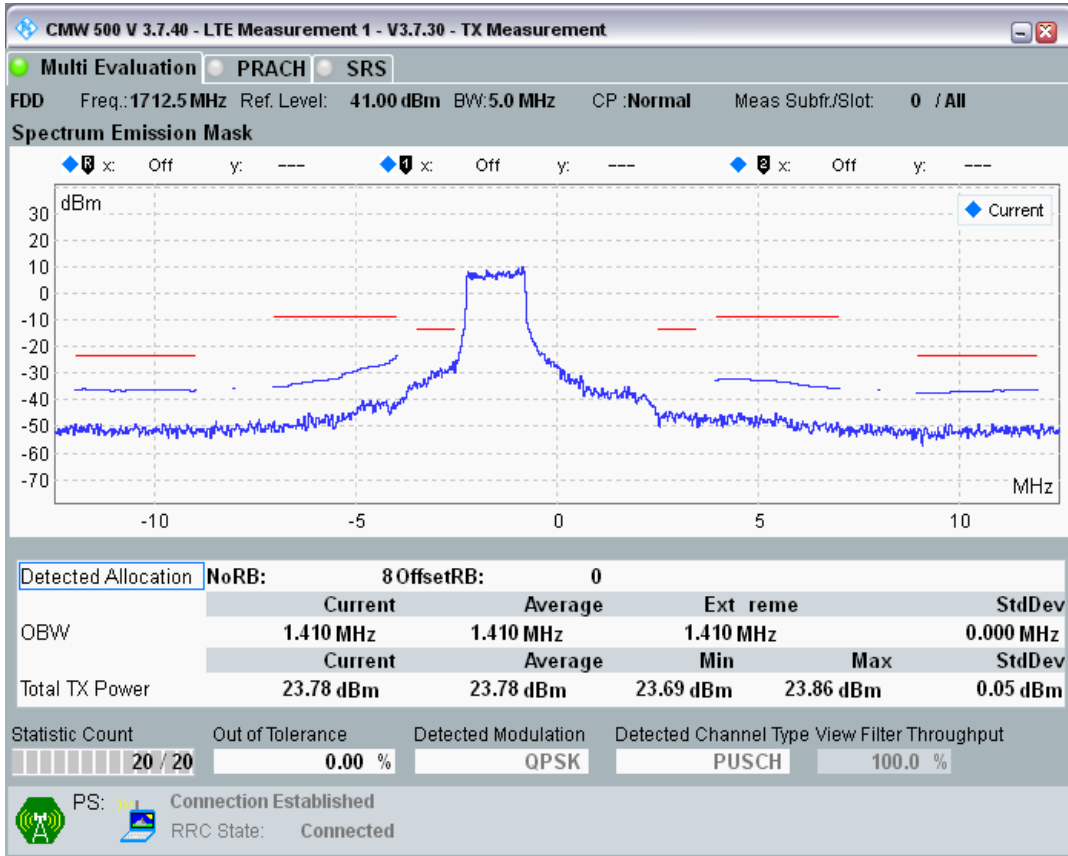 CMW 500 V 3.7.40 - LTE Measurement 1 - V3.7.30 - TX Measurement
Multi Evaluation PRACH SRS
FDD Freq.: 1712.5 MHz Ref. Level: 41.00 dBm BW: 5.0 MHz CP : Normal Meas Subfr./Slot: 0 / All
Spectrum Emission Mask
R x: Off y: --- 1 x: Off y: --- 2 x: Off y: ---
dBm
Current
30
20
10
0
-10
-20
-30
-40
-50
-60
-70
MHz
-10 -5 0 5 10
Detected Allocation NoRB: 8 OffsetRB: 0
Current Average Ext reme StdDev
OBW 1.410 MHz 1.410 MHz 1.410 MHz 0.000 MHz
Current Average Min Max StdDev
Total TX Power 23.78 dBm 23.78 dBm 23.69 dBm 23.86 dBm 0.05 dBm
Statistic Count Out of Tolerance Detected Modulation Detected Channel Type View Filter Throughput
20 / 20 0.00 % QPSK PUSCH 100.0 %
PS: Connection Established
RRC State: Connected